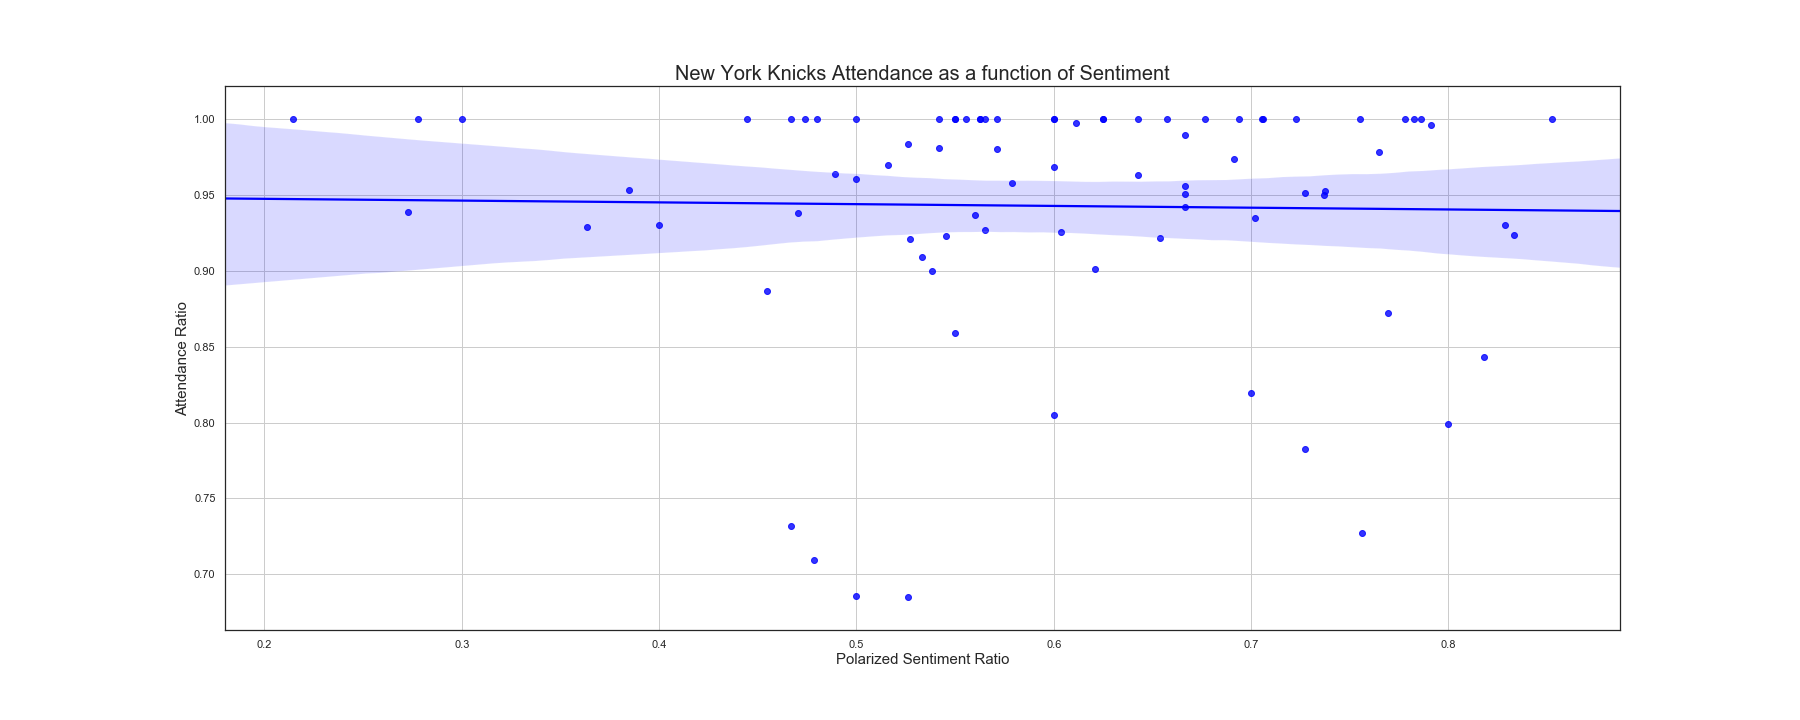 New York Knicks Attendance as a function of Sentiment
1.00
0.95
0.90
0.85
0.80
0.75
0.70
Attendance Ratio
0.2 0.3 0.4 0.5 0.6 0.7 0.8
Polarized Sentiment Ratio